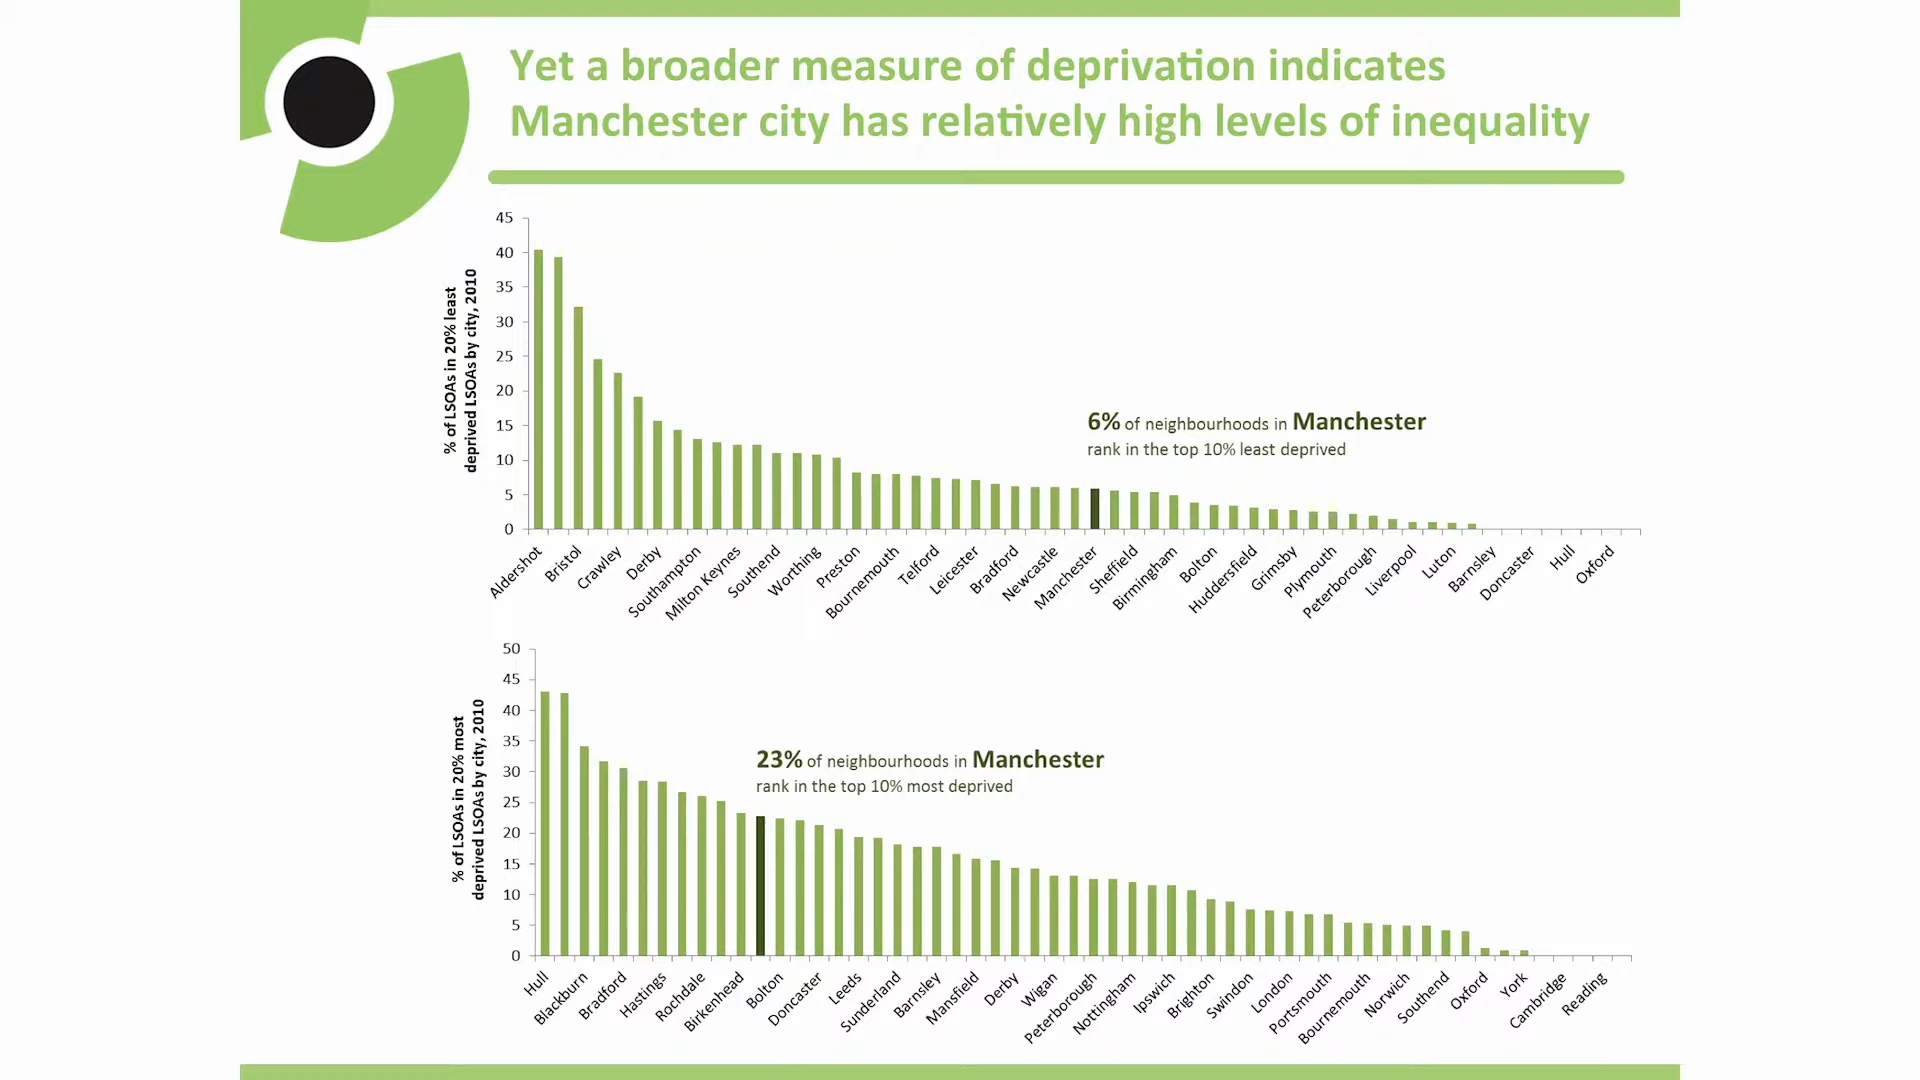 Yet a broader measure of deprivation indicates
Manchester city has relatively high levels of inequality
% of LSOAs in 20% least
deprived LSOAs by city, 2010
45
40
35
30
25
20
15
10
5
0
6% of neighbourhoods in Manchester
rank in the top 10% least deprived
Aldershot
Bristol
Crawley
Derby
Southampton
Milton Keynes
Southend
Worthing
Preston
Bournemouth
Telford
Leicester
Bradford
Newcastle
Manchester
Sheffield
Birmingham
Bolton
Huddersfield
Grimsby
Plymouth
Peterborough
Liverpool
Luton
Barnsley
Doncaster
Hull
Oxford
% of LSOAs in 20% most
deprived LSOAs by city, 2010
50
45
40
35
30
25
20
15
10
5
0
23% of neighbourhoods in Manchester
rank in the top 10% most deprived
Hull
Blackburn
Bradford
Hastings
Rochdale
Birkenhead
Bolton
Doncaster
Leeds
Sunderland
Barnsley
Mansfield
Derby
Wigan
Peterborough
Nottingham
Ipswich
Brighton
Swindon
London
Portsmouth
Bournemouth
Norwich
Southend
Oxford
York
Cambridge
Reading